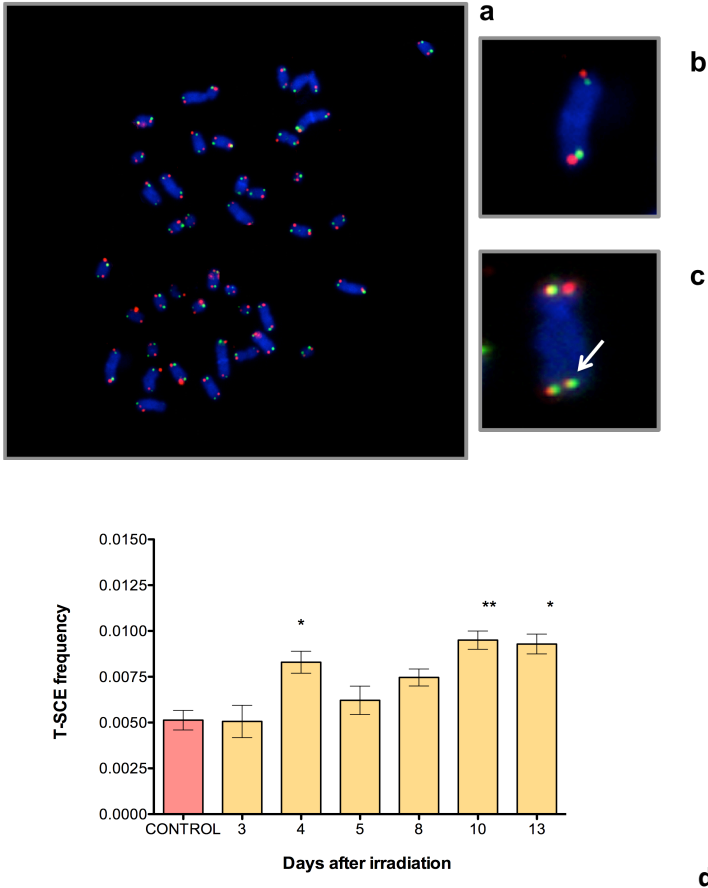 a
b
c
0.0150
0.0125
0.0100
0.0075
0.0050
0.0025
0.0000
T-SCE frequency
*
**
*
CONTROL 3 4 5 8 10 13
Days after irradiation
d